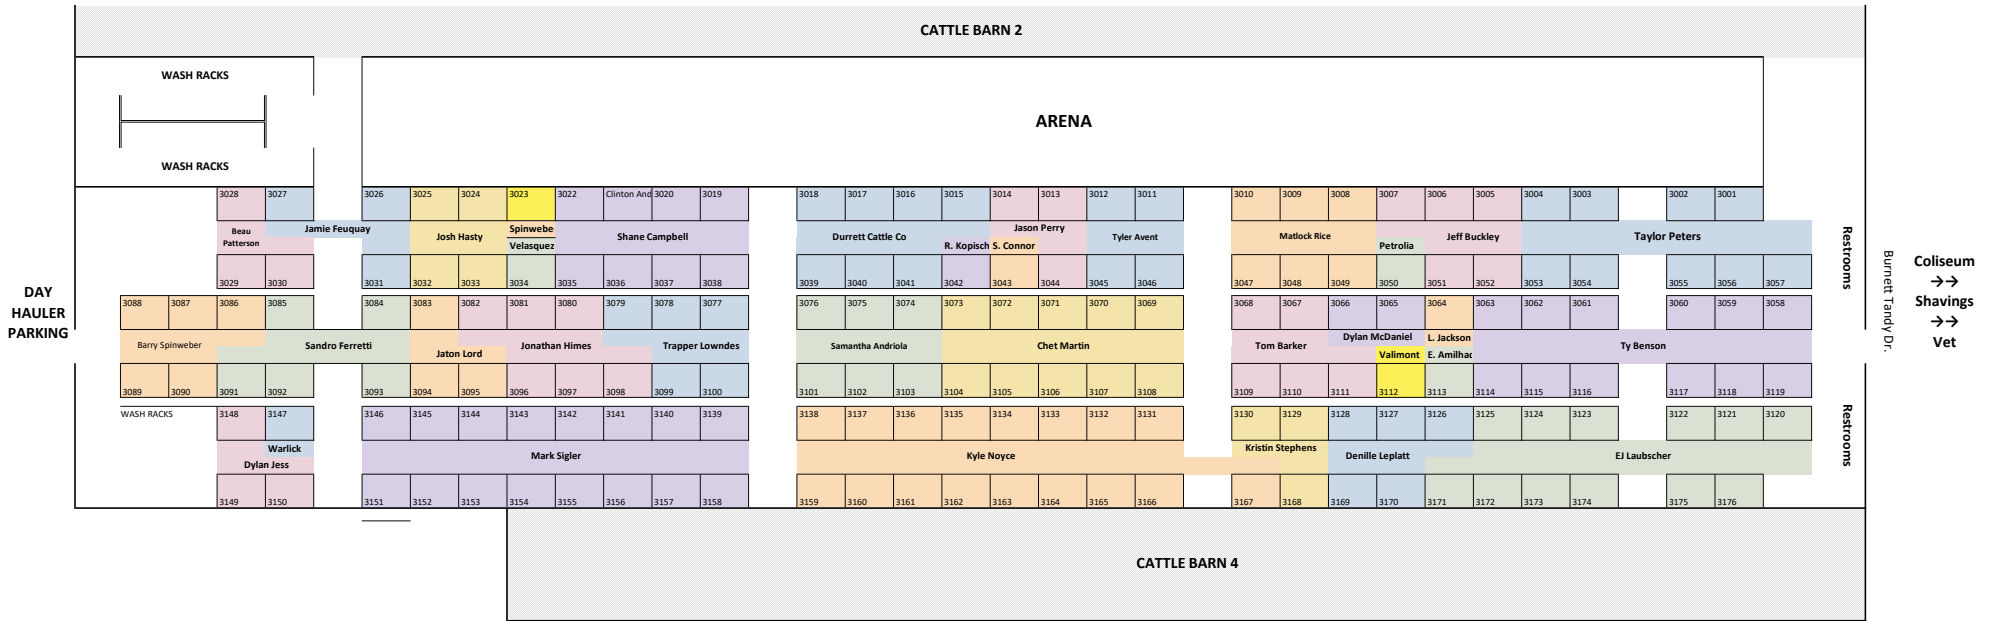 CATTLE BARN 2
WASH RACKS
ARENA
WASH RACKS
3028 3027 3026 3025 3024 3023 3022 Clinton And 3020 3019 3018 3017 3016 3015 3014 3013 3012 3011 3010 3009 3008 3007 3006 3005 3004 3003 3002 3001
Beau Patterson
Jamie Feuquay
Josh Hasty
Spinwebe
Velasquez
Shane Campbell
Durrett Cattle Co
R. Kopisch
S. Connor
Jason Perry
Tyler Avent
Matlock Rice
Petrolia
Jeff Buckley
Taylor Peters
3029 3030 3031 3032 3033 3034 3035 3036 3037 3038 3039 3040 3041 3042 3043 3044 3045 3046 3047 3048 3049 3050 3051 3052 3053 3054 3055 3056 3057
Restrooms
Burnett Tandy Dr.
Coliseum
→→
Shavings
→→
Vet
DAY
HAULER
PARKING
3088 3087 3086 3085 3084 3083 3082 3081 3080 3079 3078 3077 3076 3075 3074 3073 3072 3071 3070 3069 3068 3067 3066 3065 3064 3063 3062 3061 3060 3059 3058
Barry Spinweber
Sandro Ferretti
Jaton Lord
Jonathan Himes
Trapper Lowndes
Samantha Andriola
Chet Martin
Tom Barker
Dylan McDaniel
Valimont
L. Jackson
E. Amilhac
Ty Benson
3089 3090 3091 3092 3093 3094 3095 3096 3097 3098 3099 3100 3101 3102 3103 3104 3105 3106 3107 3108 3109 3110 3111 3112 3113 3114 3115 3116 3117 3118 3119
WASH RACKS
3148 3147 3146 3145 3144 3143 3142 3141 3140 3139 3138 3137 3136 3135 3134 3133 3132 3131 3130 3129 3128 3127 3126 3125 3124 3123 3122 3121 3120
Warlick
Dylan Jess
Mark Sigler
Kyle Noyce
Kristin Stephens
Denille Leplatt
EJ Laubscher
Restrooms
3149 3150 3151 3152 3153 3154 3155 3156 3157 3158 3159 3160 3161 3162 3163 3164 3165 3166 3167 3168 3169 3170 3171 3172 3173 3174 3175 3176
CATTLE BARN 4